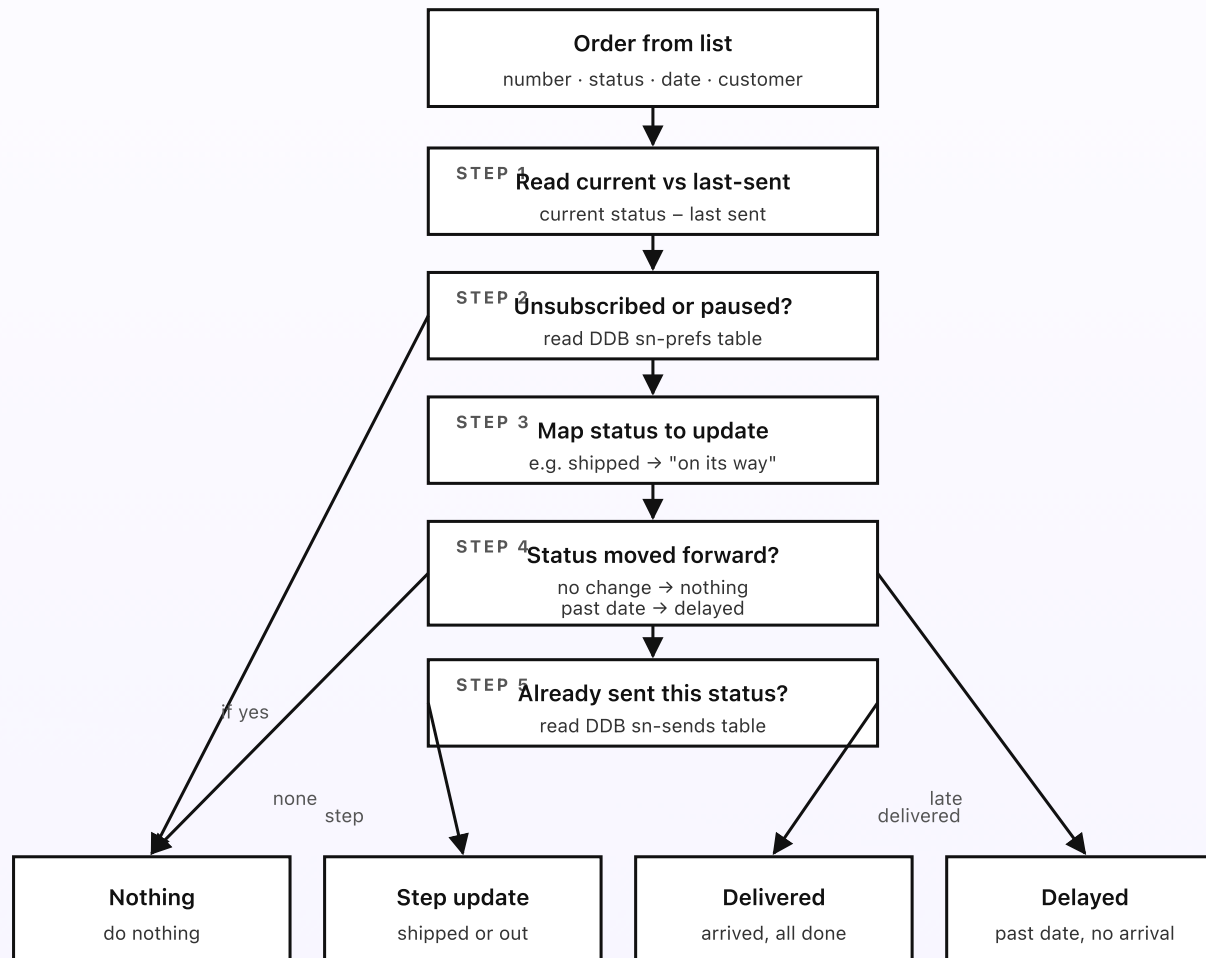 Order from list
number · status · date · customer
STEP 1
Read current vs last-sent
current status – last sent
STEP 2
Unsubscribed or paused?
read DDB sn-prefs table
STEP 3
Map status to update
e.g. shipped → "on its way"
STEP 4
Status moved forward?
no change → nothing
past date → delayed
STEP 5
Already sent this status?
read DDB sn-sends table
if yes
none
step
late
delivered
Nothing
do nothing
Step update
shipped or out
Delivered
arrived, all done
Delayed
past date, no arrival